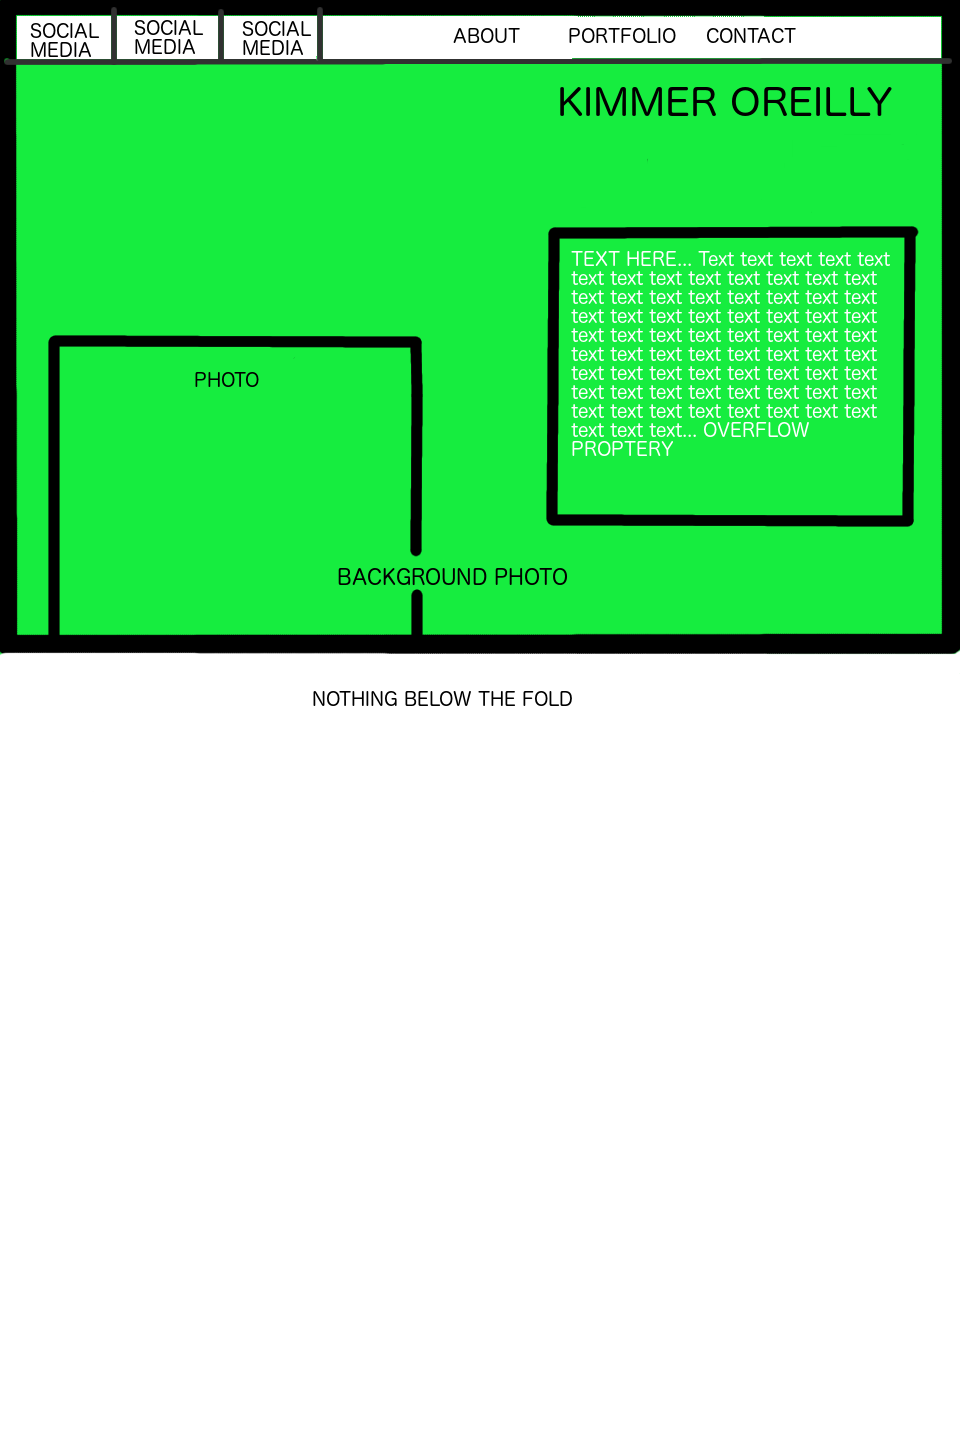 SOCIAL
MEDIA
SOCIAL
MEDIA
SOCIAL
MEDIA
ABOUT
PORTFOLIO
CONTACT
KIMMER OREILLY
TEXT HERE... Text text text text text
text text text text text text text text
text text text text text text text text
text text text text text text text text
text text text text text text text text
text text text text text text text text
text text text text text text text text
text text text text text text text text
text text text text text text text text
text text text... OVERFLOW
PROPTERY
PHOTO
BACKGROUND PHOTO
NOTHING BELOW THE FOLD